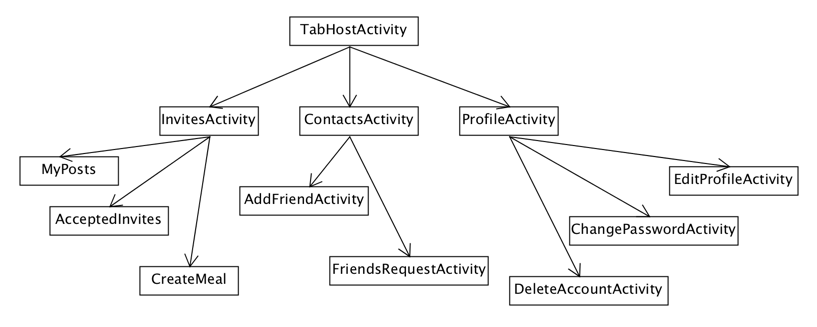 TabHostActivity
InvitesActivity
ContactsActivity
ProfileActivity
MyPosts
AcceptedInvites
CreateMeal
AddFriendActivity
FriendsRequestActivity
EditProfileActivity
ChangePasswordActivity
DeleteAccountActivity